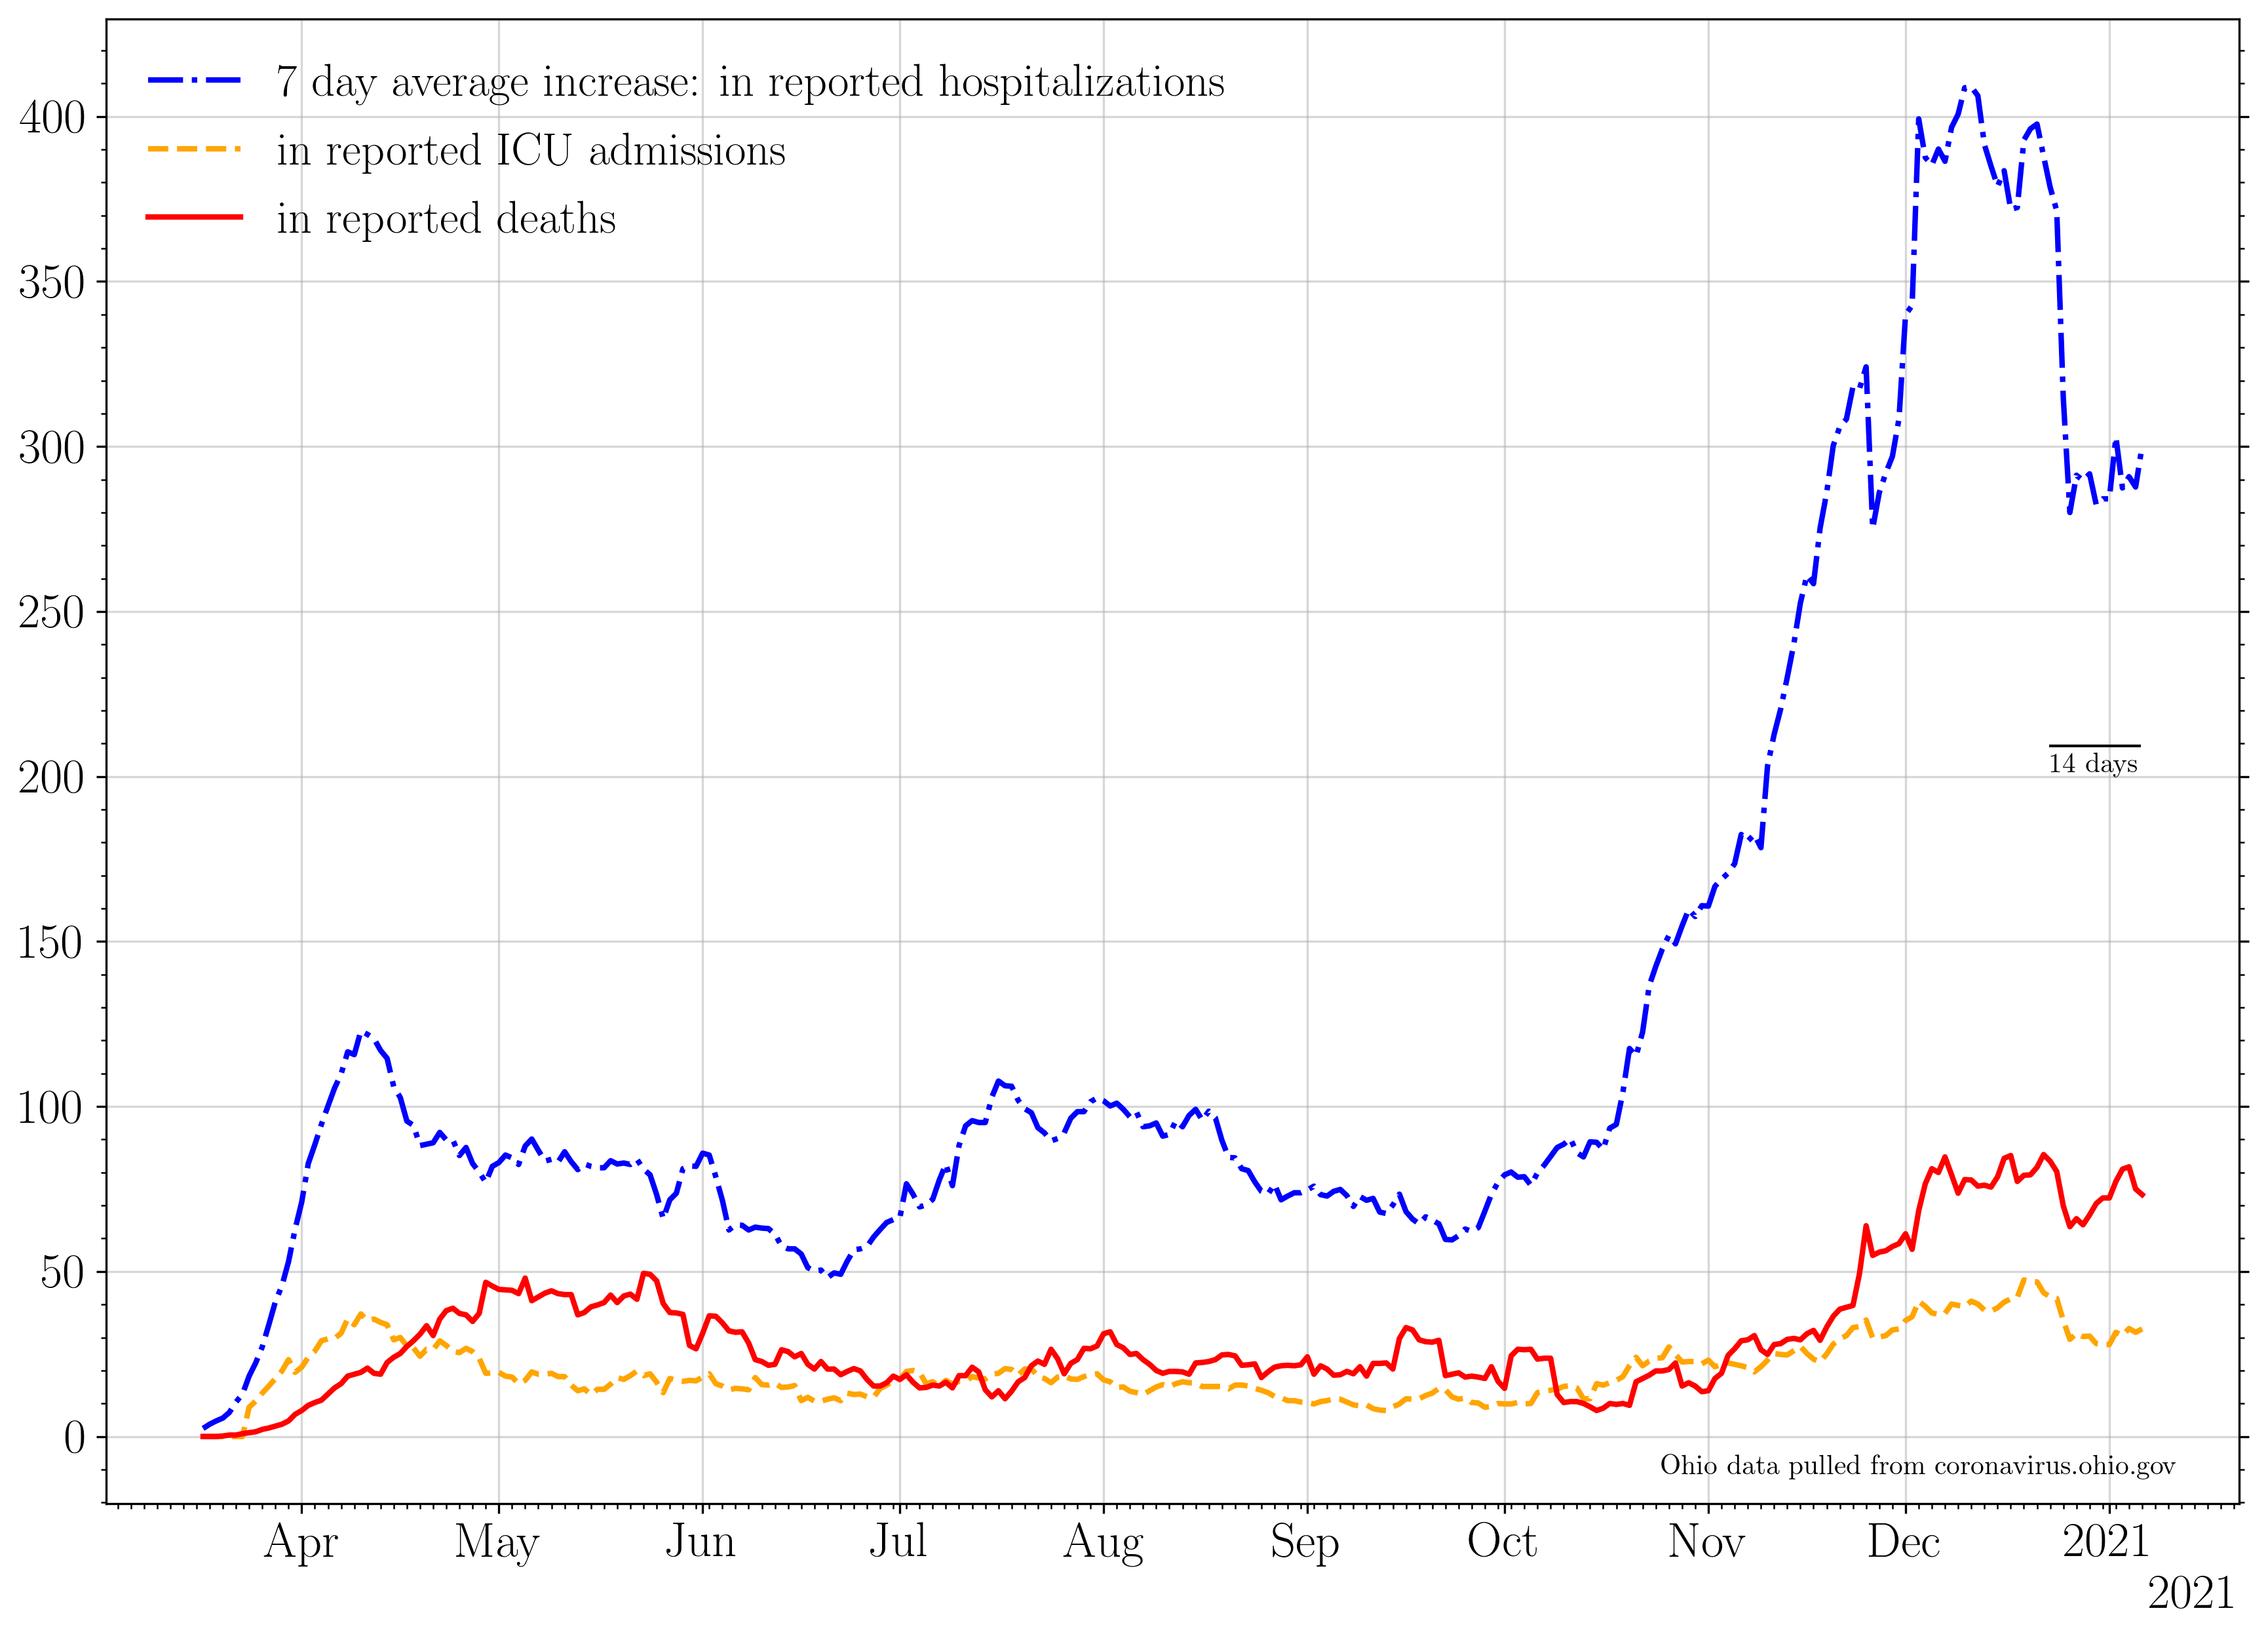 7 day average increase: in reported hospitalizations
in reported ICU admissions
in reported deaths
400
350
300
250
200
150
100
50
0
14 days
Ohio data pulled from coronavirus.ohio.gov
Apr May Jun Jul Aug Sep Oct Nov Dec 2021
2021